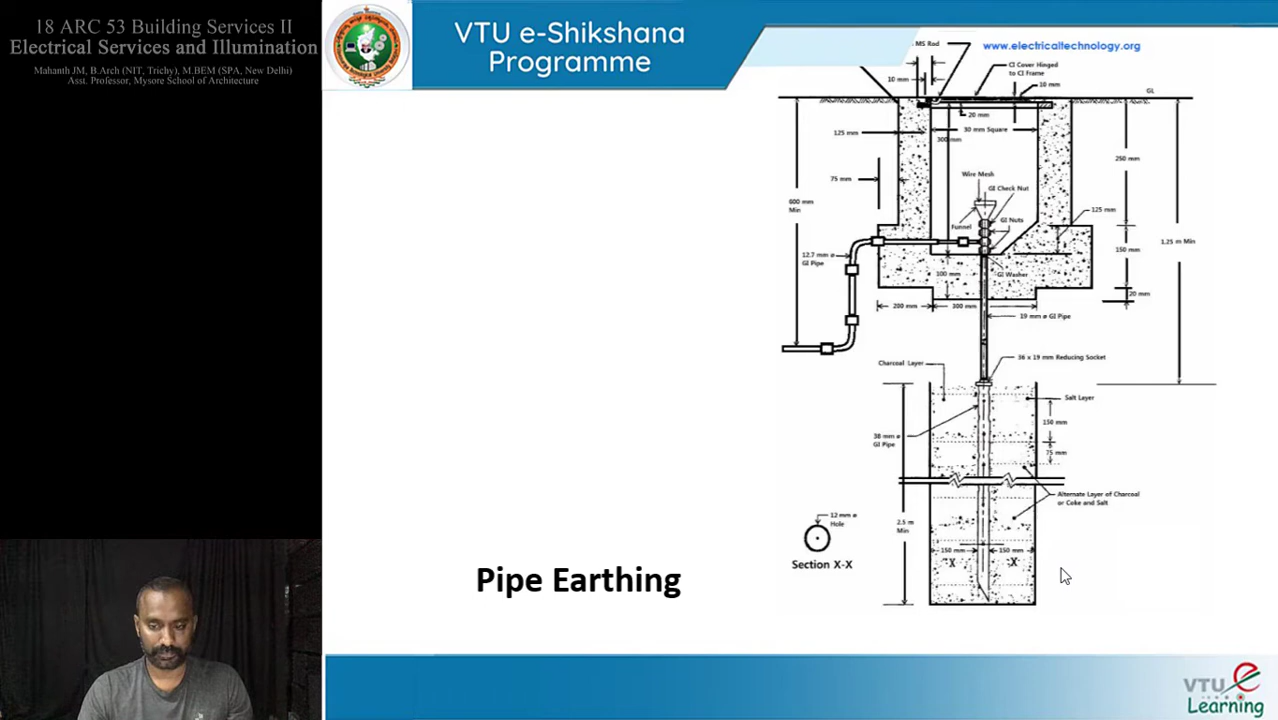 18 ARC 53 Building Services II
Electrical Services and Illumination
Mahanth JM, B.Arch (NIT, Trichy), M.BEM (SPA, New Delhi)
Asst. Professor, Mysore School of Architecture
VTU e-Shikshana
Programme
www.electricaltechnology.org
MS Rod
CI Cover Hinged
to CI Frame
10 mm
10 mm
GL
20 mm
125 mm
30 mm Square
300 mm
250 mm
Wire Mesh
75 mm
GI Check Nut
600 mm
Min
125 mm
GI Nuts
Funnel
1.25 m Min
12.7 mm ø
GI Pipe
150 mm
100 mm
GI Washer
20 mm
200 mm
300 mm
19 mm ø GI Pipe
36 x 19 mm Reducing Socket
Charcoal Layer
Salt Layer
150 mm
38 mm ø
GI Pipe
75 mm
Alternate Layer of Charcoal
or Coke and Salt
12 mm ø
Hole
2.5 m
Min
150 mm
150 mm
X
X
Section X-X
Pipe Earthing
VTU
e
Learning